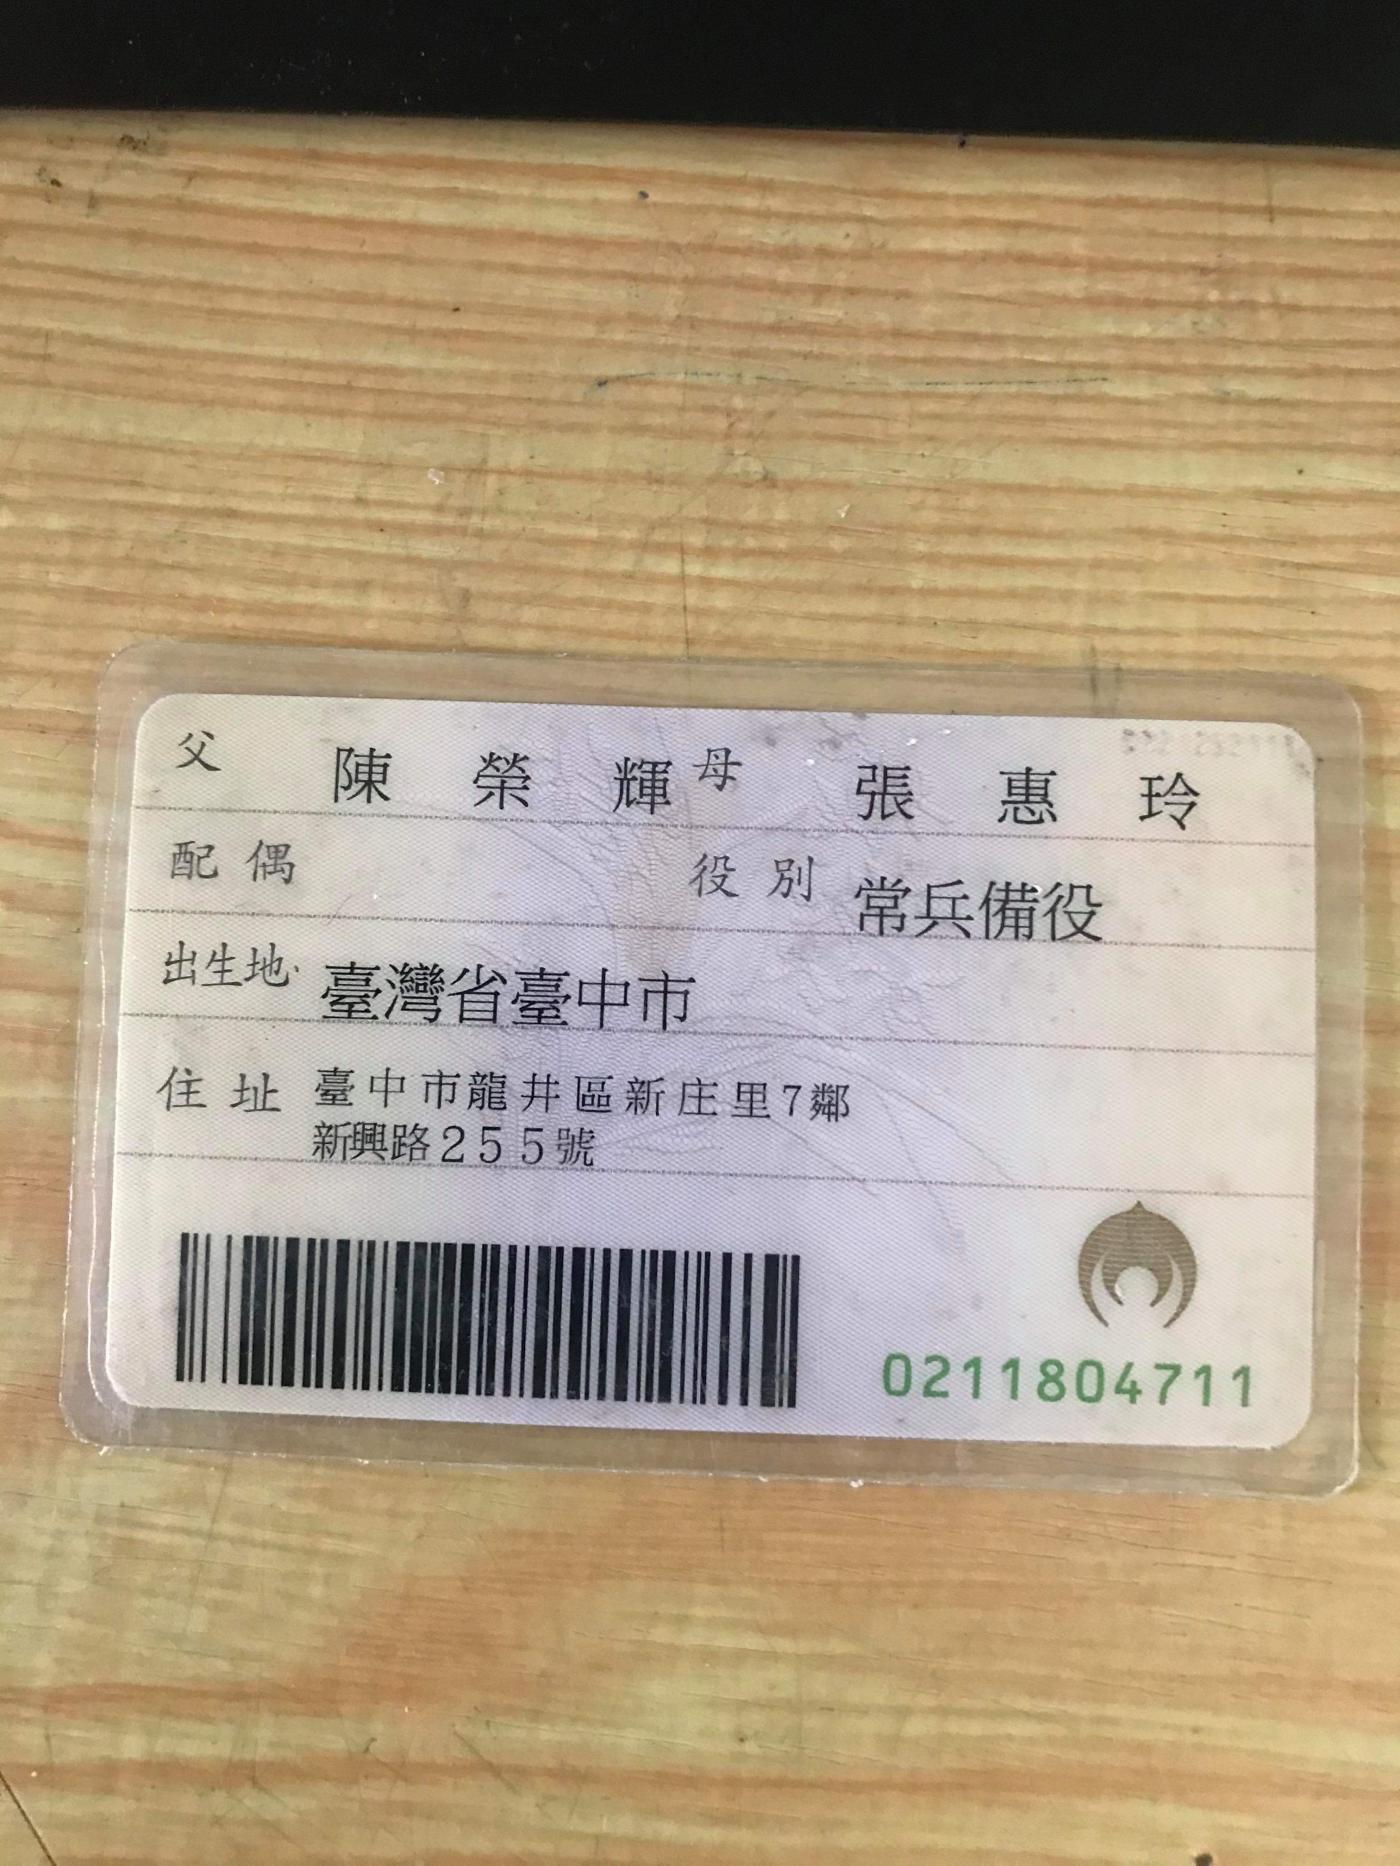 父 陳榮輝 母 張惠玲
配偶 役別 常兵備役
出生地 臺灣省臺中市
住址 臺中市龍井區新庄里7鄰
新興路255號
0211804711